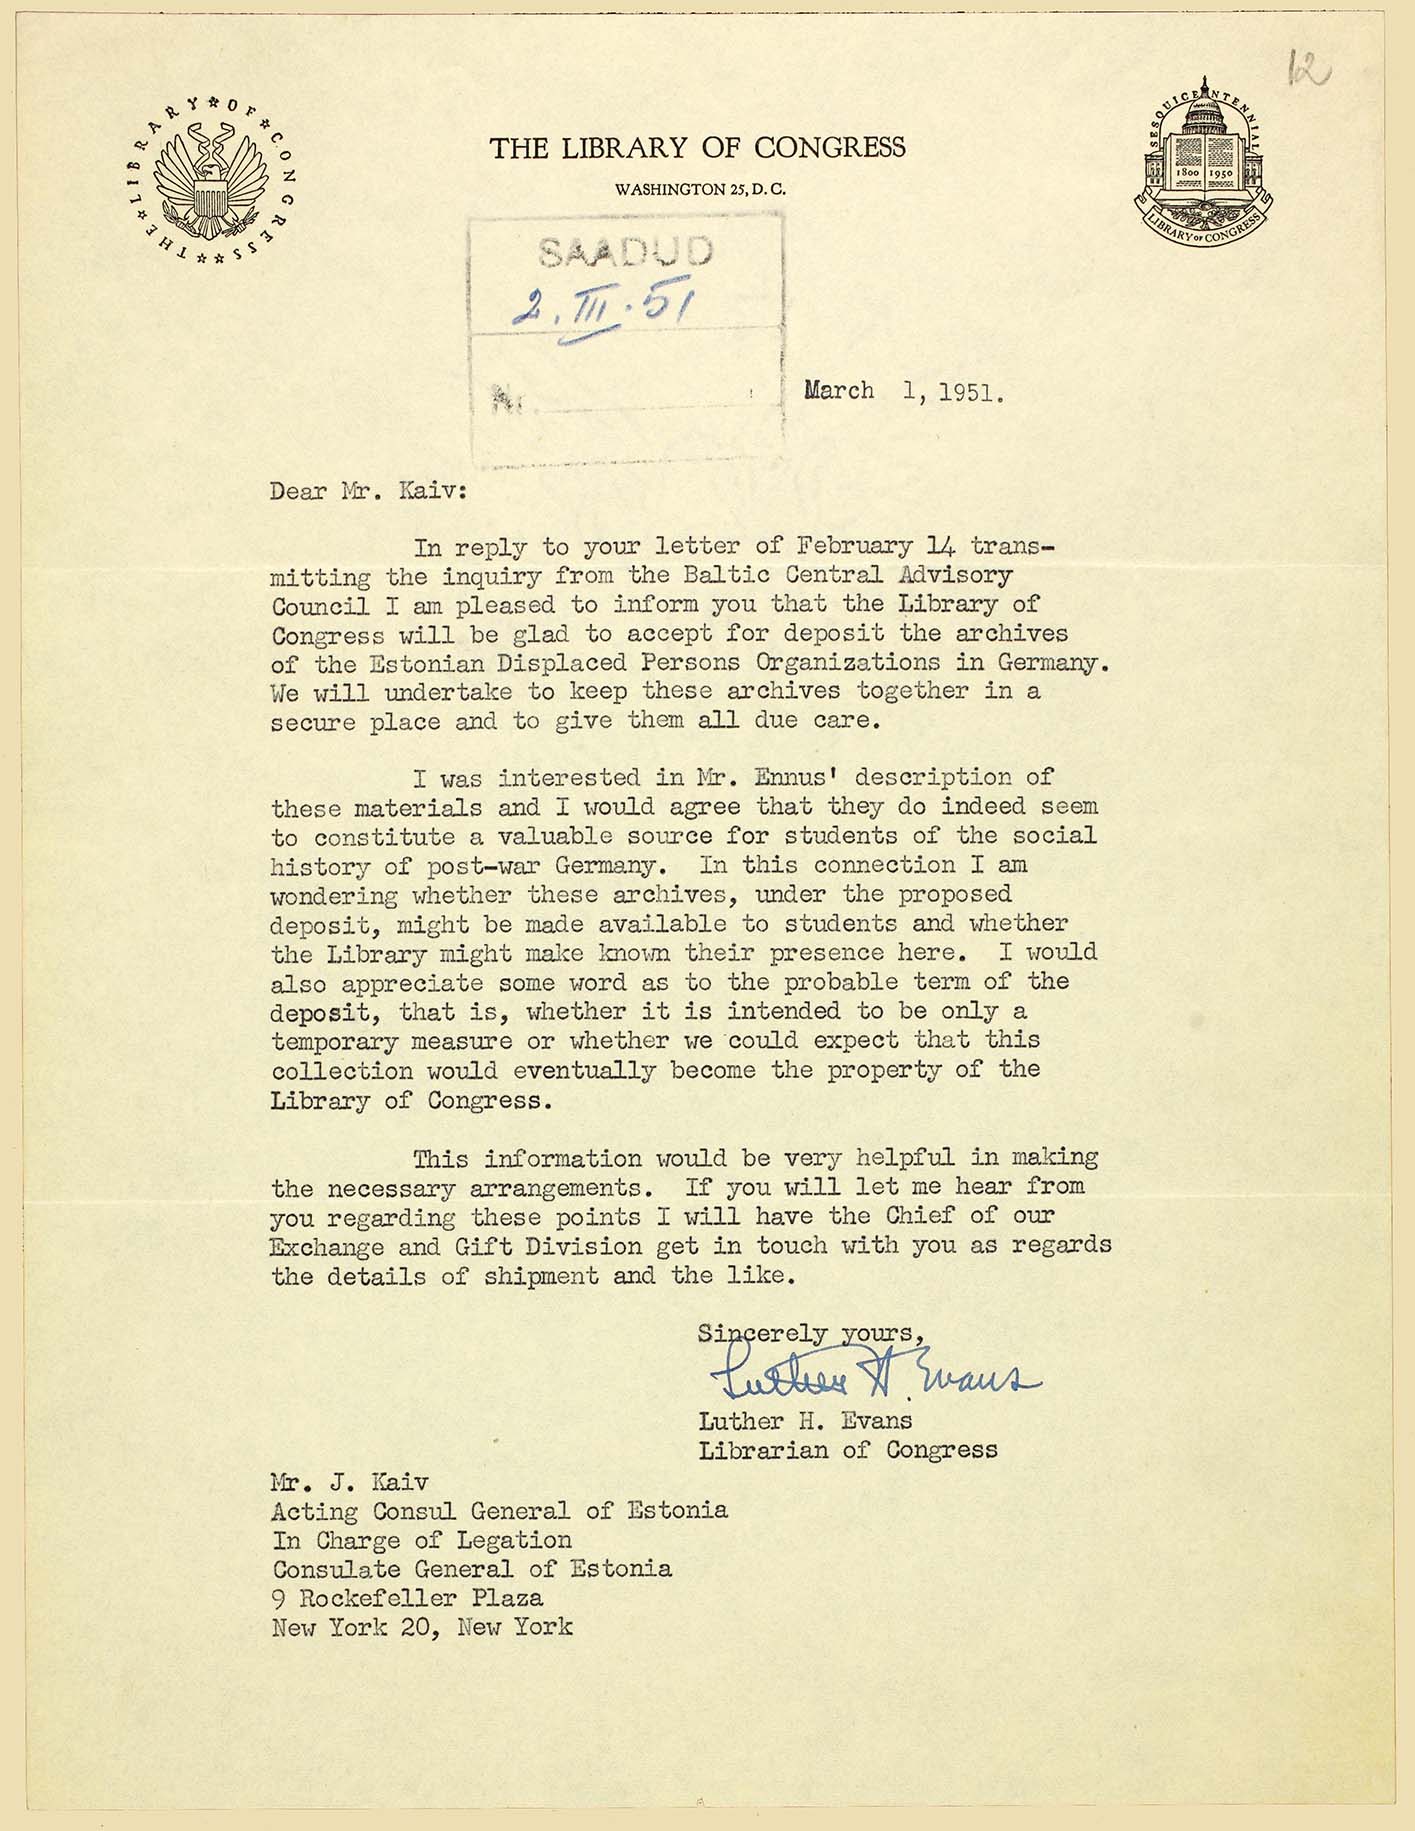 12
THE LIBRARY OF CONGRESS
SESQUICENTENNIAL
1800 1950
LIBRARY OF CONGRESS
THE LIBRARY OF CONGRESS
WASHINGTON 25, D. C.
SAADUD
2. III. 51
Nr.
March 1, 1951.
Dear Mr. Kaiv:
In reply to your letter of February 14 trans-
mitting the inquiry from the Baltic Central Advisory
Council I am pleased to inform you that the Library of
Congress will be glad to accept for deposit the archives
of the Estonian Displaced Persons Organizations in Germany.
We will undertake to keep these archives together in a
secure place and to give them all due care.
I was interested in Mr. Ennus' description of
these materials and I would agree that they do indeed seem
to constitute a valuable source for students of the social
history of post-war Germany. In this connection I am
wondering whether these archives, under the proposed
deposit, might be made available to students and whether
the Library might make known their presence here. I would
also appreciate some word as to the probable term of the
deposit, that is, whether it is intended to be only a
temporary measure or whether we could expect that this
collection would eventually become the property of the
Library of Congress.
This information would be very helpful in making
the necessary arrangements. If you will let me hear from
you regarding these points I will have the Chief of our
Exchange and Gift Division get in touch with you as regards
the details of shipment and the like.
Sincerely yours,
Luther H. Evans
Luther H. Evans
Librarian of Congress
Mr. J. Kaiv
Acting Consul General of Estonia
In Charge of Legation
Consulate General of Estonia
9 Rockefeller Plaza
New York 20, New York